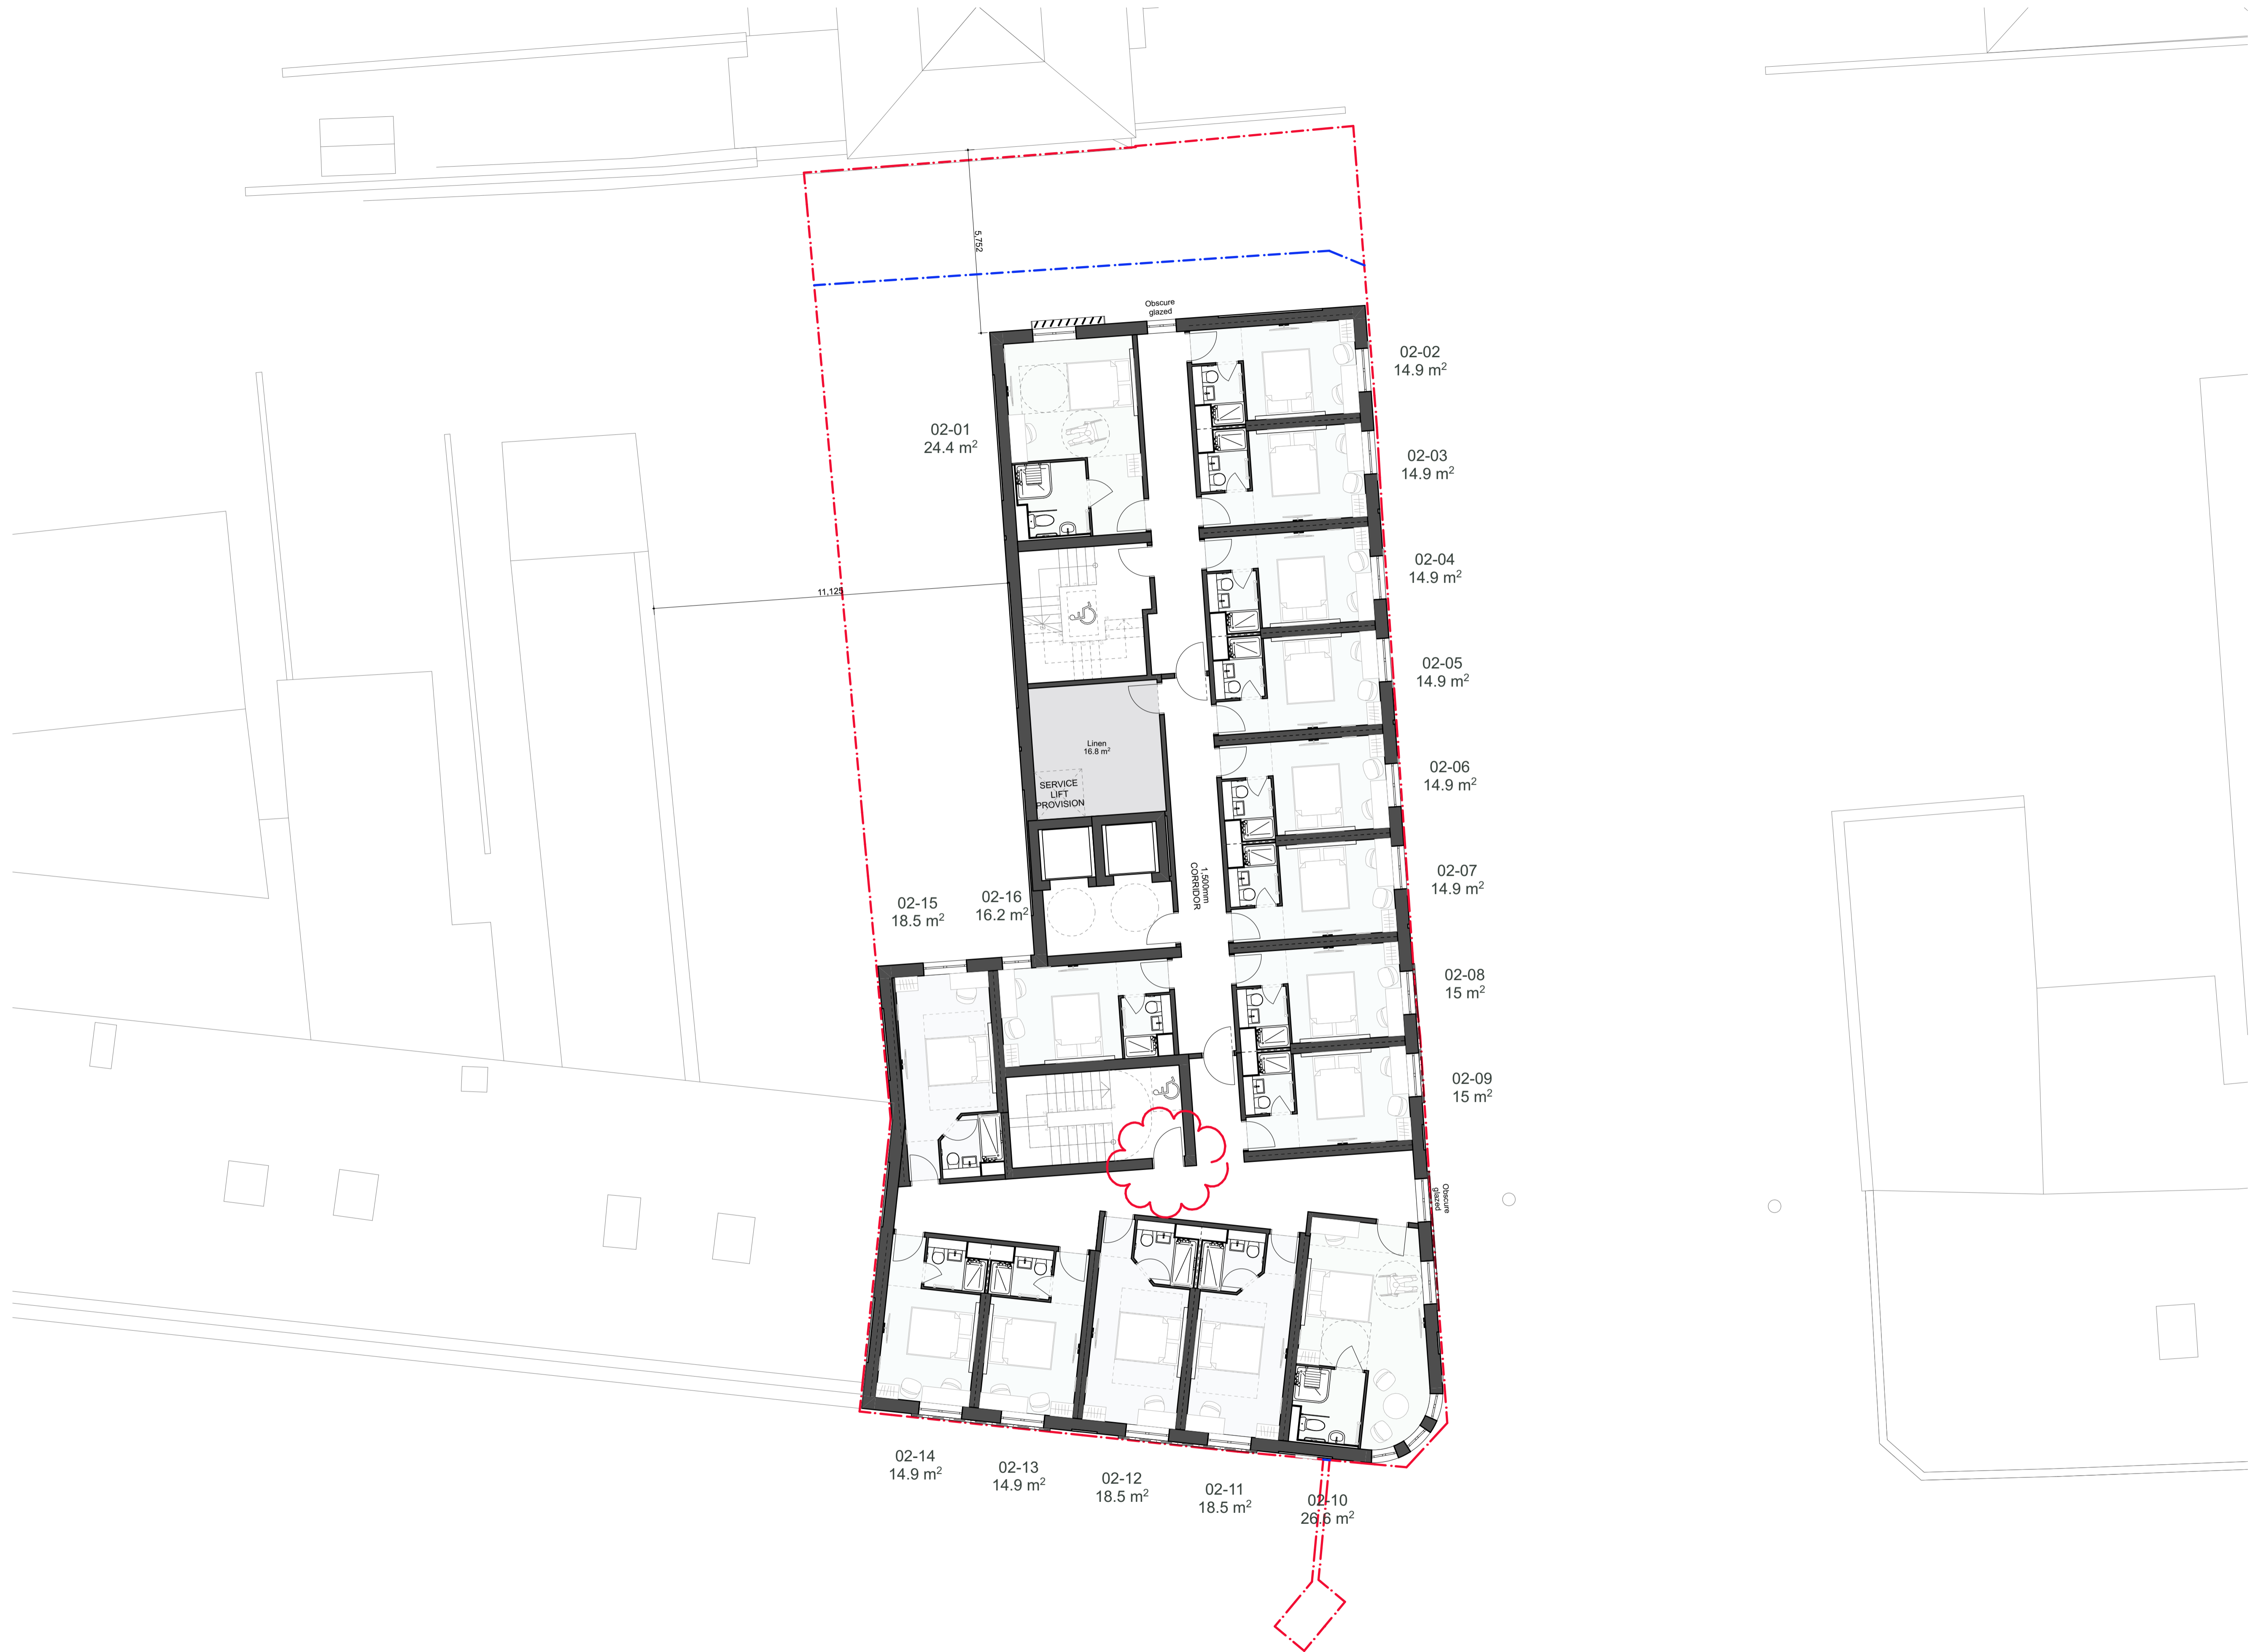 5,752
Obscure
glazed
02-02
14.9 m²
02-01
24.4 m²
02-03
14.9 m²
02-04
14.9 m²
11,125
02-05
14.9 m²
Linen
16.8 m²
SERVICE
LIFT
PROVISION
02-06
14.9 m²
1,500mm
CORRIDOR
02-07
14.9 m²
02-15
18.5 m²
02-16
16.2 m²
02-08
15 m²
02-09
15 m²
Obscure
glazed
02-14
14.9 m²
02-13
14.9 m²
02-12
18.5 m²
02-11
18.5 m²
02-10
26.6 m²